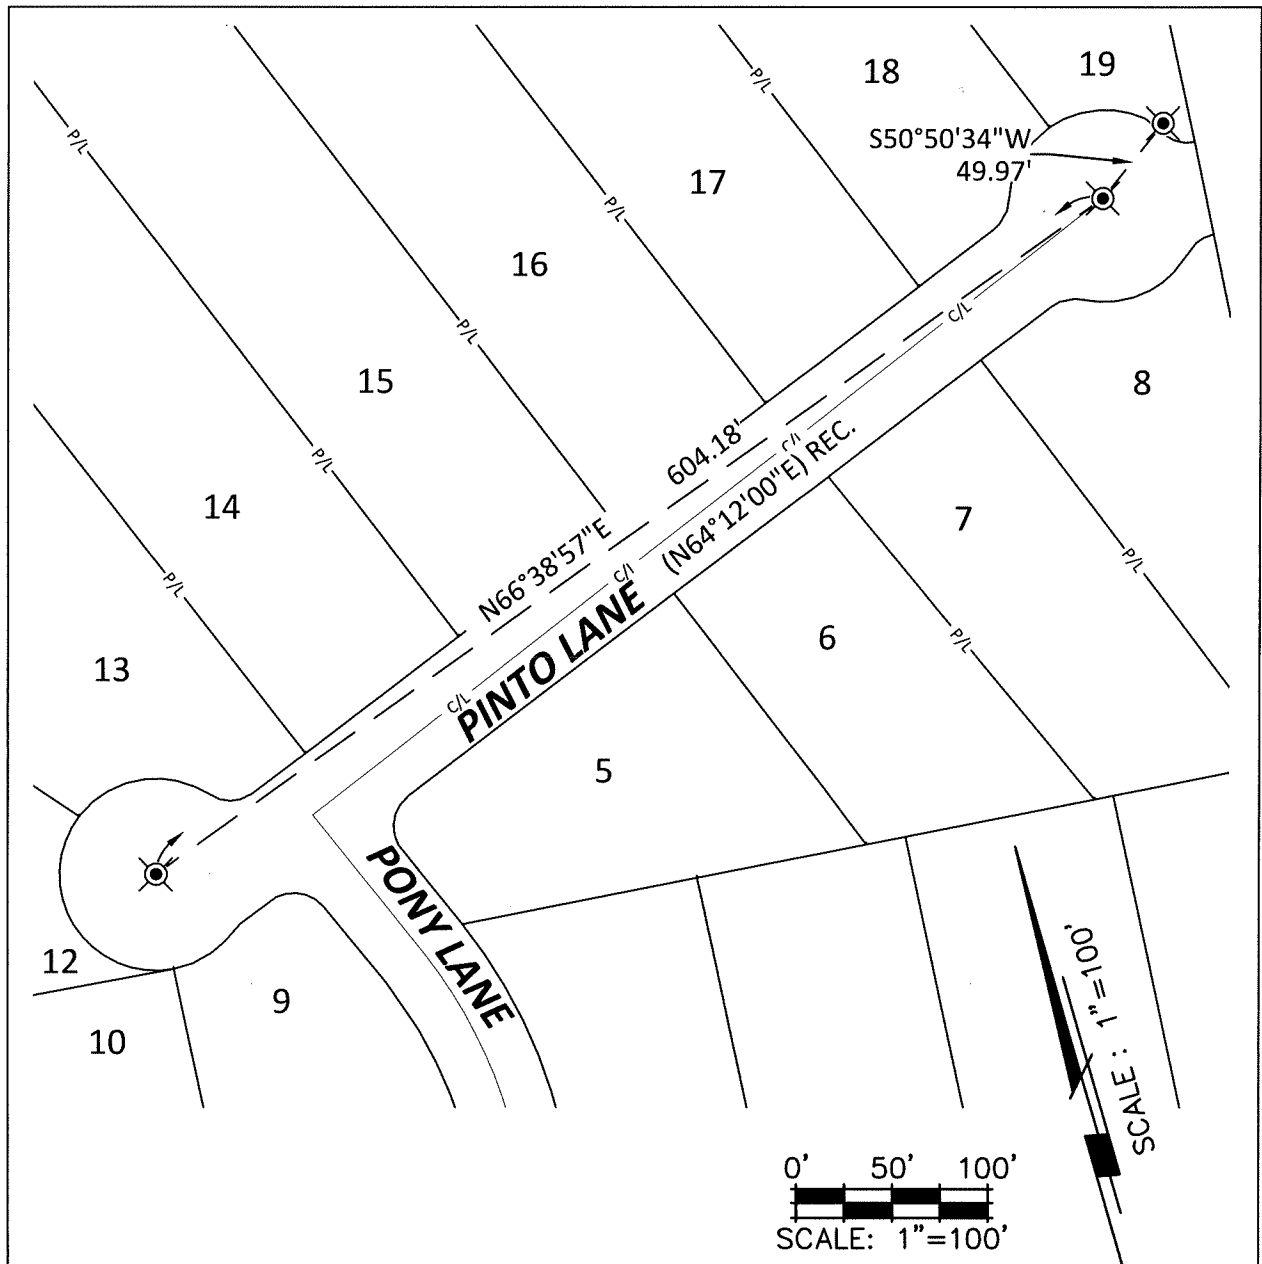 19
18
P/L
S50°50'34"W
49.97'
P/L
17
P/L
16
C/L
P/L
15
8
604.18'
C/L
(N64°12'00"E) REC.
P/L
14
7
N66°38'57"E
P/L
C/L
P/L
PINTO LANE
6
P/L
13
C/L
5
PONY LANE
12
9
10
SCALE : 1"=100'
0' 50' 100'
SCALE: 1"=100'